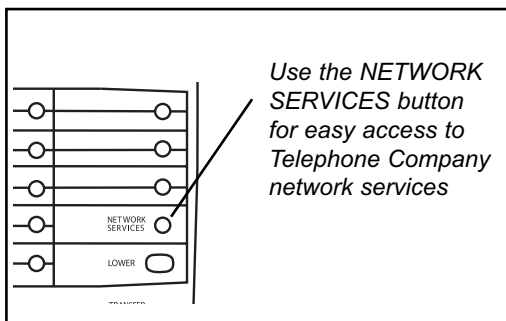 Use the NETWORK
SERVICES button
for easy access to
Telephone Company
network services
NETWORK
SERVICES
LOWER